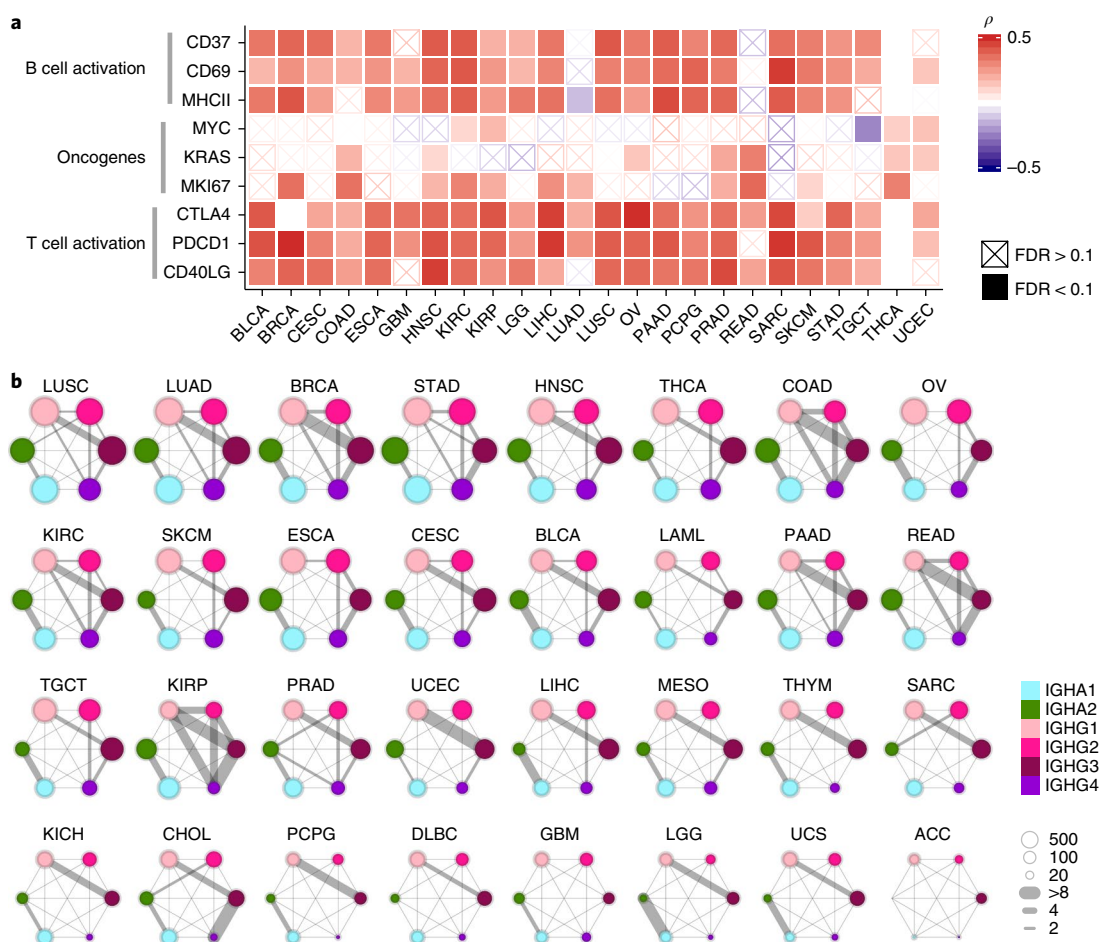 a
ρ
CD37
CD69
MHCII
MYC
KRAS
MKI67
CTLA4
PDCD1
CD40LG
B cell activation
Oncogenes
T cell activation
0.5
−0.5
FDR > 0.1
FDR < 0.1
BLCA BRCA CESC COAD ESCA GBM HNSC KIRC KIRP LGG LIHC LUAD LUSC OV PAAD PCPG PRAD READ SARC SKCM STAD TGCT THCA UCEC
b
LUSC LUAD BRCA STAD HNSC THCA COAD OV
KIRC SKCM ESCA CESC BLCA LAML PAAD READ
TGCT KIRP PRAD UCEC LIHC MESO THYM SARC
IGHA1
IGHA2
IGHG1
IGHG2
IGHG3
IGHG4
KICH CHOL PCPG DLBC GBM LGG UCS ACC
500
100
20
>8
4
2